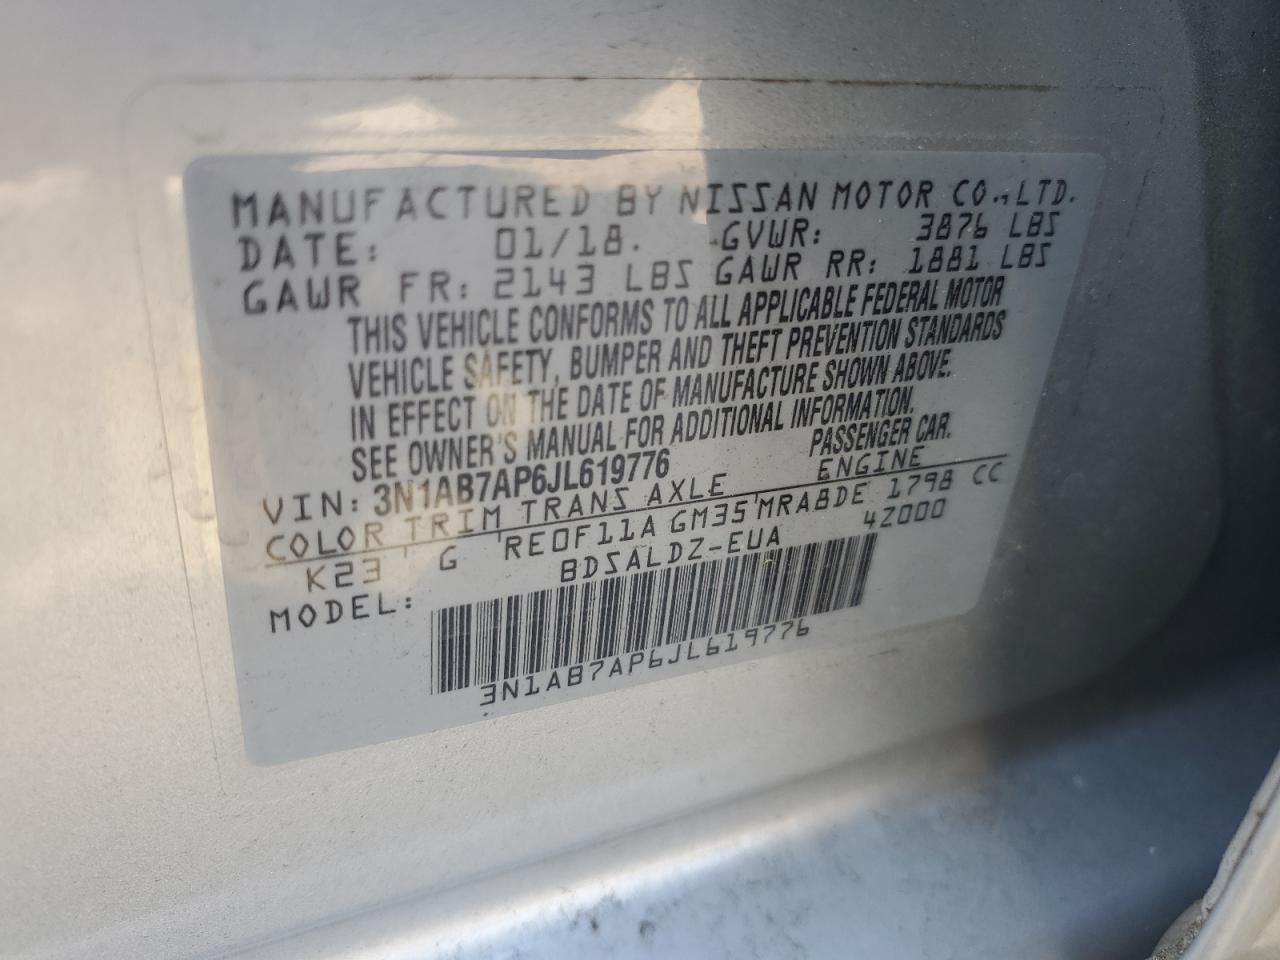 MANUFACTURED BY NISSAN MOTOR CO., LTD.
DATE: 01/18. GVWR: 3876 LBS
GAWR FR: 2143 LBS GAWR RR: 1881 LBS
THIS VEHICLE CONFORMS TO ALL APPLICABLE FEDERAL MOTOR
VEHICLE SAFETY, BUMPER AND THEFT PREVENTION STANDARDS
IN EFFECT ON THE DATE OF MANUFACTURE SHOWN ABOVE.
SEE OWNER'S MANUAL FOR ADDITIONAL INFORMATION.
VIN: 3N1AB7AP6JL619776 PASSENGER CAR.
COLOR TRIM TRANS AXLE ENGINE
K23 G RE0F11A GM35 MRA8DE 1798 CC
MODEL: BDSALDZ-EUA 4Z000
3N1AB7AP6JL619776